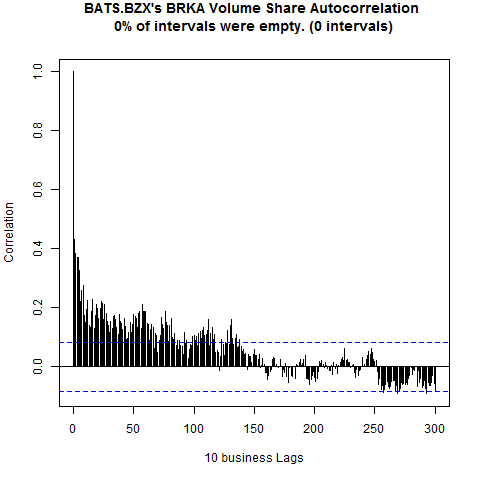 BATS.BZX's BRKA Volume Share Autocorrelation
0% of intervals were empty. (0 intervals)
1.0
0.8
0.6
0.4
0.2
0.0
Correlation
0 50 100 150 200 250 300
10 business Lags